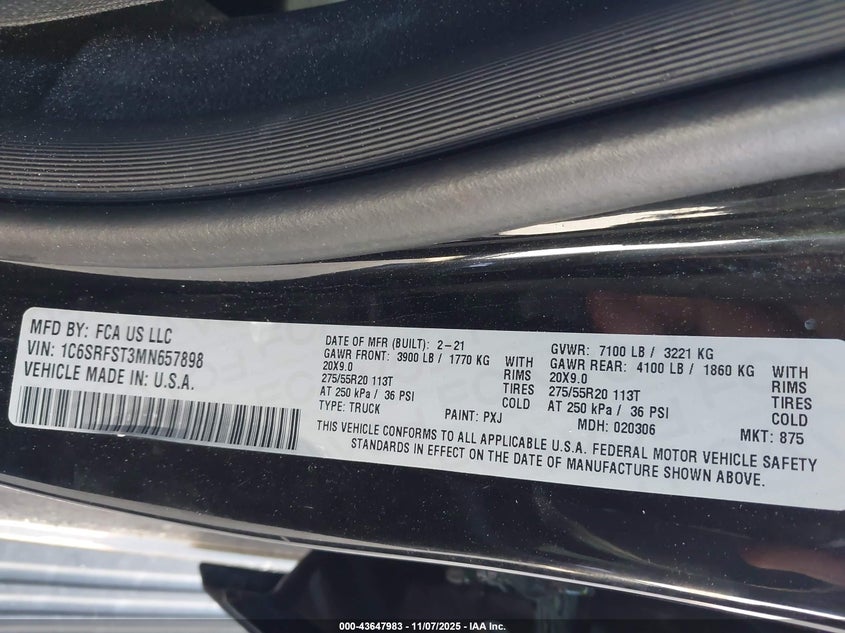 MFD BY: FCA US LLC
VIN: 1C6SRFST3MN657898
VEHICLE MADE IN: U.S.A.
DATE OF MFR (BUILT): 2-21
GAWR FRONT: 3900 LB / 1770 KG WITH
20X9.0 RIMS
275/55R20 113T TIRES
AT 250 kPa / 36 PSI COLD
TYPE: TRUCK PAINT: PXJ
GVWR: 7100 LB / 3221 KG
GAWR REAR: 4100 LB / 1860 KG WITH
20X9.0 RIMS
275/55R20 113T TIRES
AT 250 kPa / 36 PSI COLD
MDH: 020306 MKT: 875
THIS VEHICLE CONFORMS TO ALL APPLICABLE U.S.A. FEDERAL MOTOR VEHICLE SAFETY
STANDARDS IN EFFECT ON THE DATE OF MANUFACTURE SHOWN ABOVE.
000-43647983 - 11/07/2025 - IAA Inc.